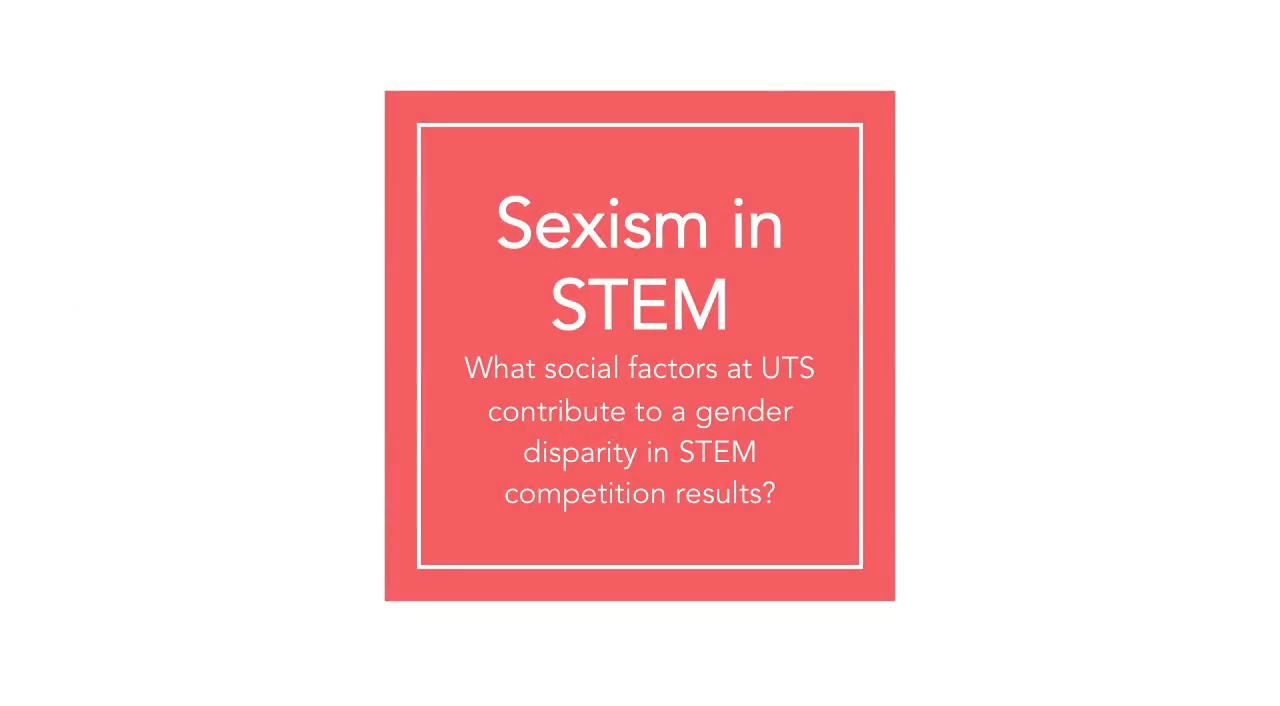 Sexism in
STEM
What social factors at UTS
contribute to a gender
disparity in STEM
competition results?